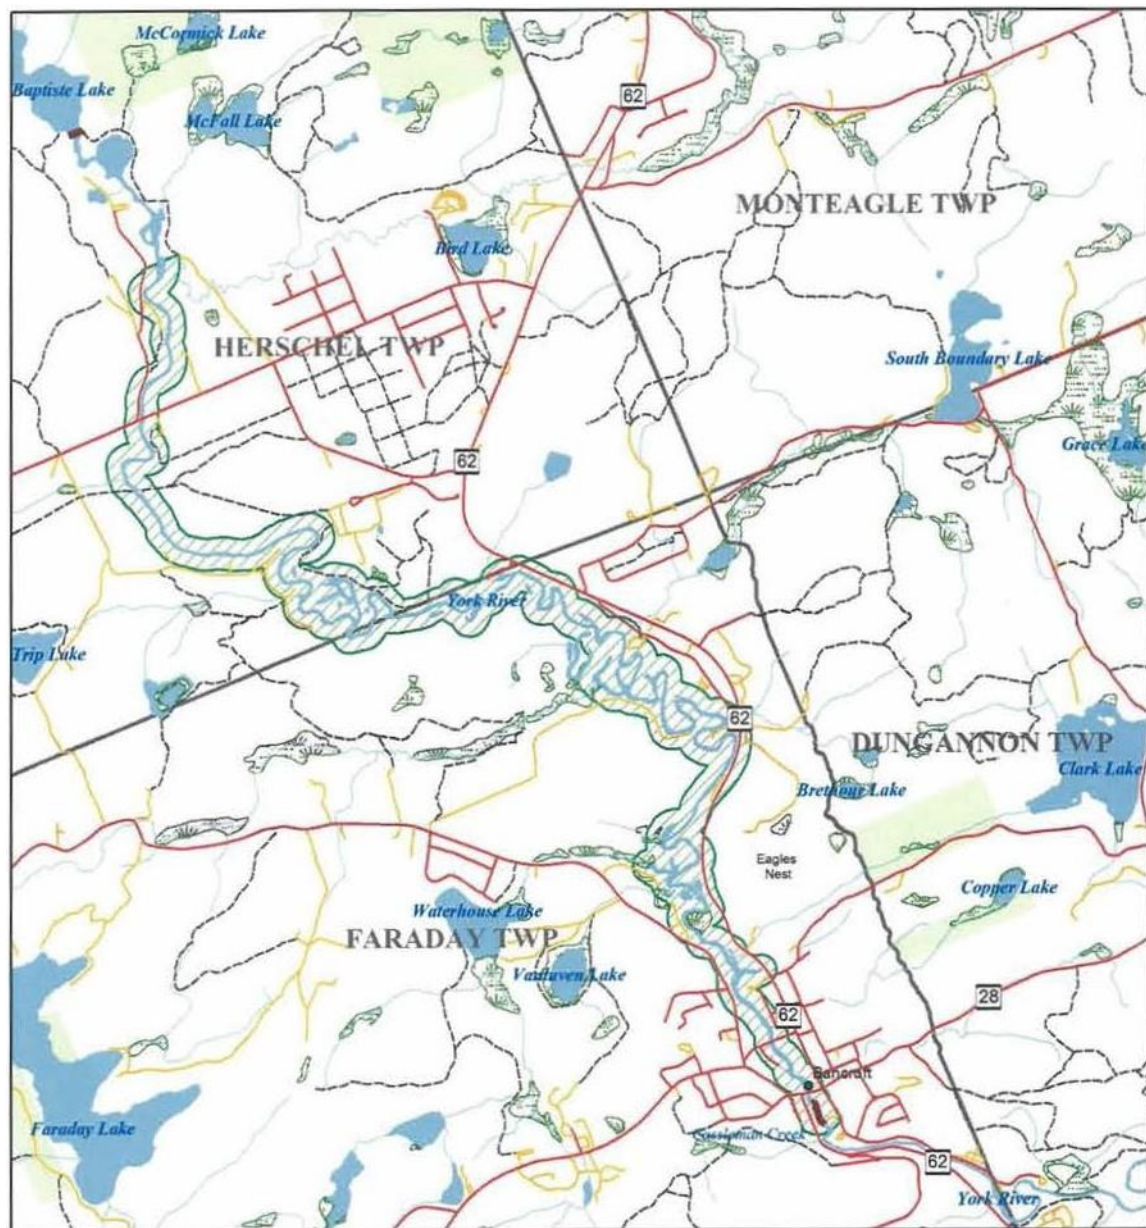 McCormick Lake
Baptiste Lake
62
McFall Lake
MONTEAGLE TWP
Bird Lake
HERSCHEL TWP
South Boundary Lake
Grace Lake
62
York River
Trip Lake
62
DUNGANNON TWP
Clark Lake
Brethour Lake
Eagles
Nest
Copper Lake
Waterhouse Lake
FARADAY TWP
Vanluven Lake
28
62
Bancroft
Faraday Lake
Creek
62
York River